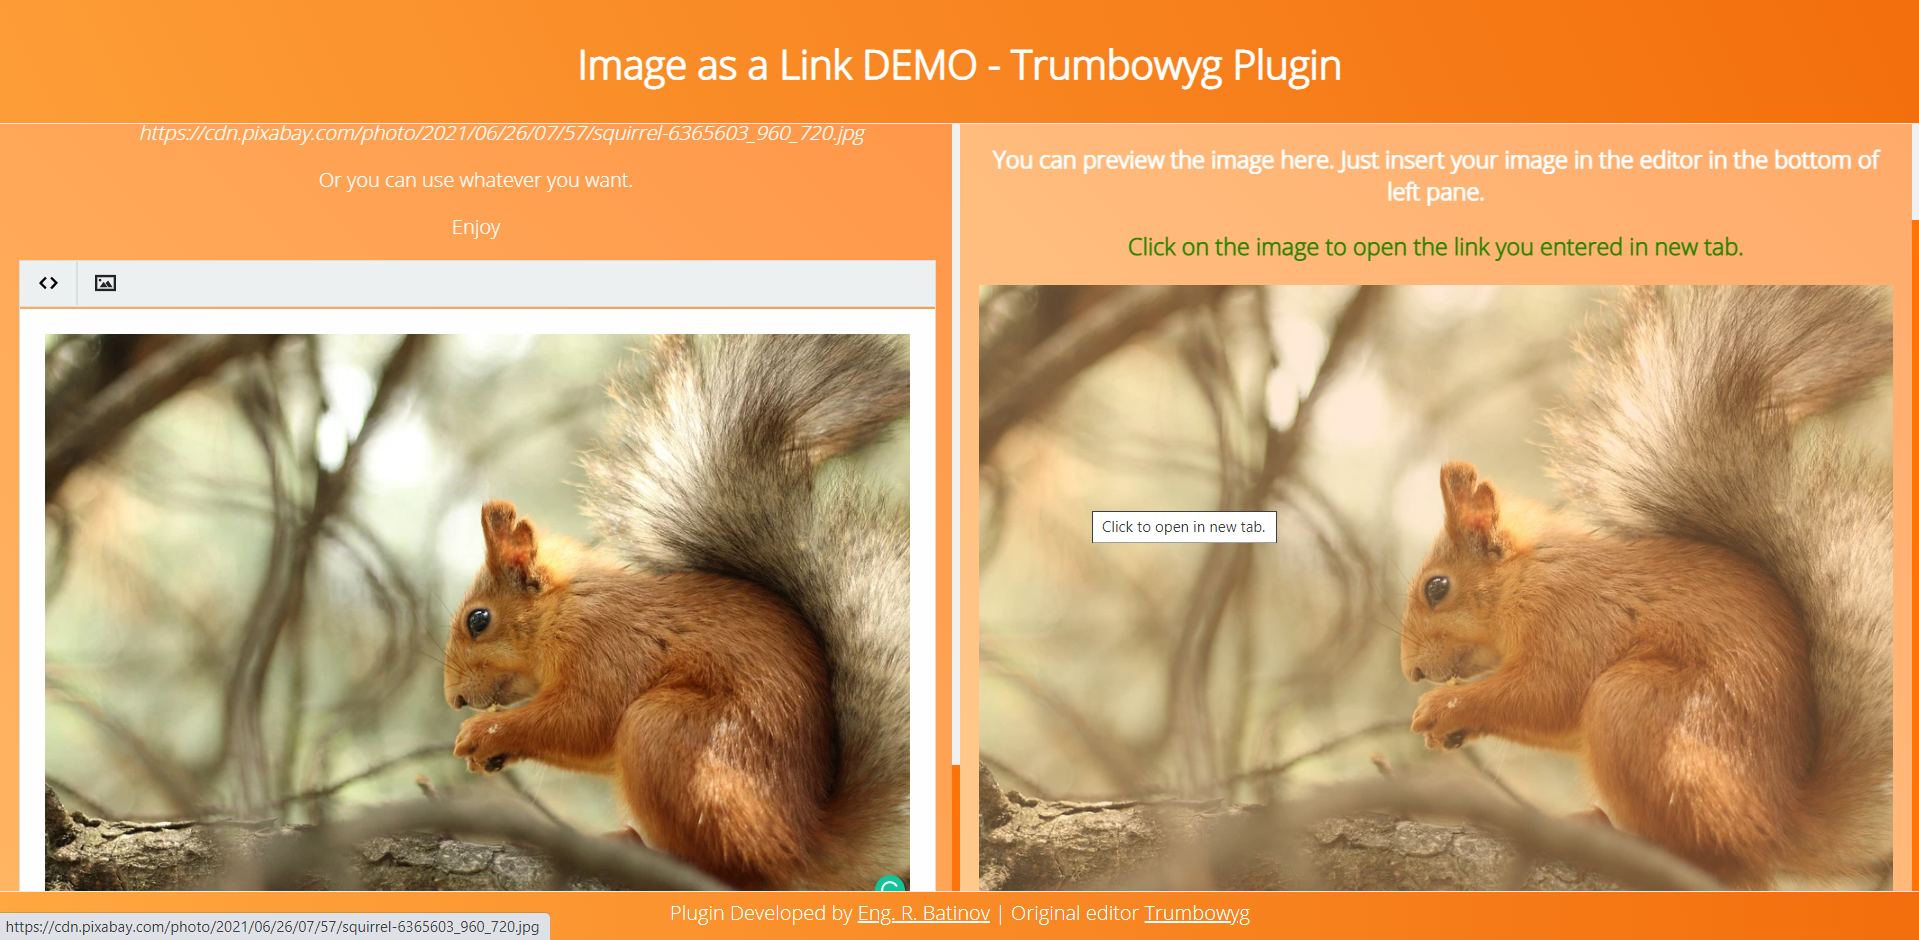 Image as a Link DEMO - Trumbowyg Plugin
https://cdn.pixabay.com/photo/2021/06/26/07/57/squirrel-6365603_960_720.jpg
Or you can use whatever you want.
Enjoy
You can preview the image here. Just insert your image in the editor in the bottom of
left pane.
Click on the image to open the link you entered in new tab.
Click to open in new tab.
Plugin Developed by Eng. R. Batinov | Original editor Trumbowyg
https://cdn.pixabay.com/photo/2021/06/26/07/57/squirrel-6365603_960_720.jpg